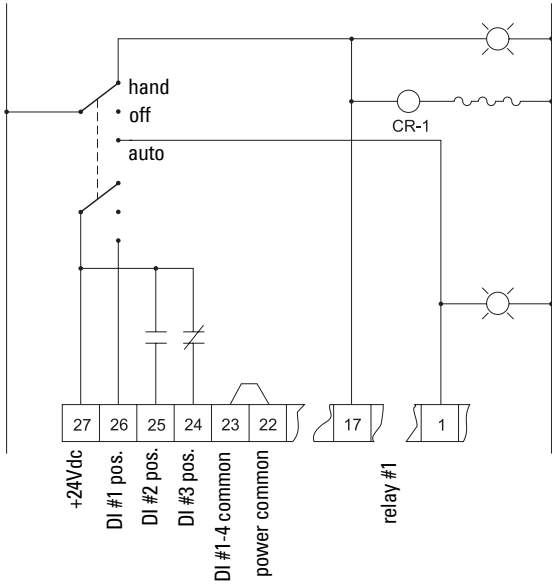 hand
off
auto
CR-1
27 26 25 24 23 22 17 1
+24Vdc
DI #1 pos.
DI #2 pos.
DI #3 pos.
DI #1-4 common
power common
relay #1